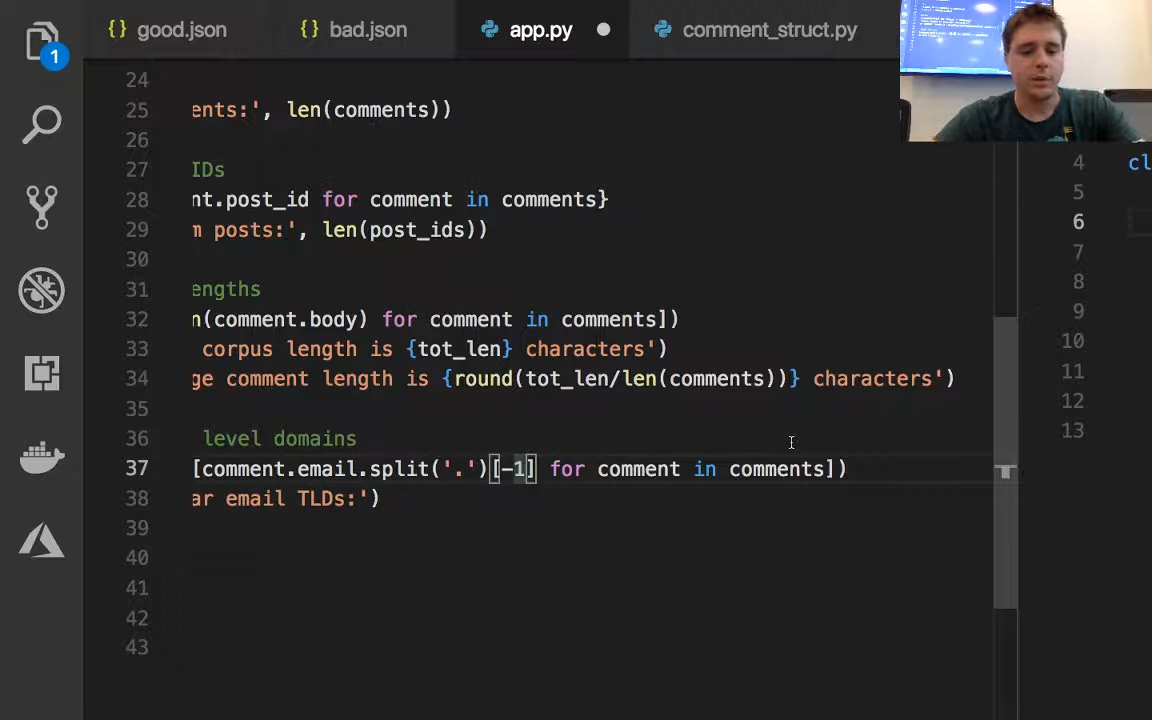 good.json
bad.json
app.py
comment_struct.py
1
24
25 ents:', len(comments))
26
27 IDs
28 nt.post_id for comment in comments}
29 m posts:', len(post_ids))
30
31 engths
32 n(comment.body) for comment in comments])
33 corpus length is {tot_len} characters')
34 ge comment length is {round(tot_len/len(comments))} characters')
35
36 level domains
37 [comment.email.split('.')[-1] for comment in comments])
38 ar email TLDs:')
39
40
41
42
43
4 cl
5
6
7
8
9
10
11
12
13